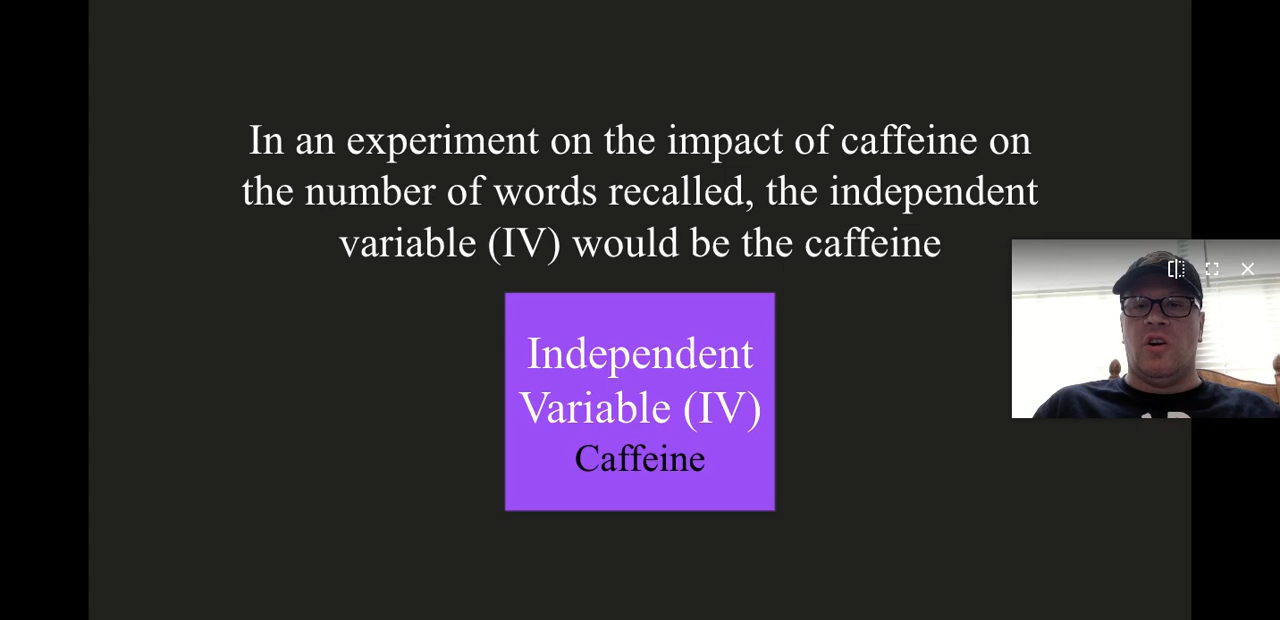 In an experiment on the impact of caffeine on
the number of words recalled, the independent
variable (IV) would be the caffeine
Independent
Variable (IV)
Caffeine